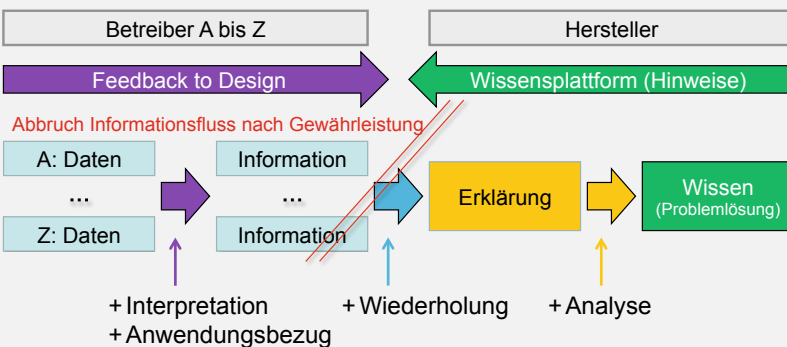 Betreiber A bis Z
Hersteller
Feedback to Design
Wissensplattform (Hinweise)
Abbruch Informationsfluss nach Gewährleistung
A: Daten
Information
...
...
Erklärung
Wissen
(Problemlösung)
Z: Daten
Information
+ Interpretation
+ Anwendungsbezug
+ Wiederholung
+ Analyse